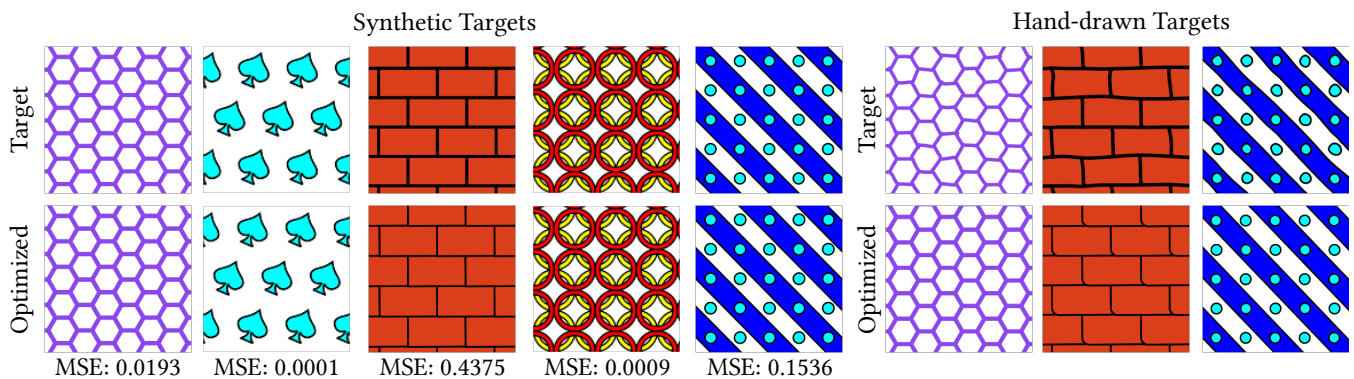 Synthetic Targets
Hand-drawn Targets
Target
Target
Optimized
Optimized
MSE: 0.0193
MSE: 0.0001
MSE: 0.4375
MSE: 0.0009
MSE: 0.1536